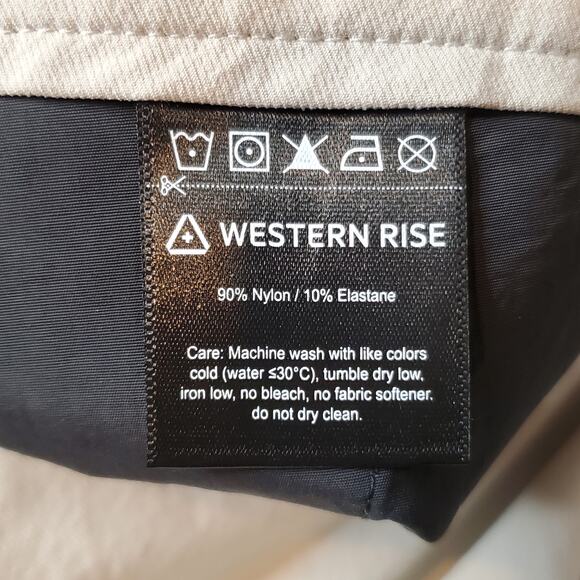 WESTERN RISE
90% Nylon / 10% Elastane
Care: Machine wash with like colors
cold (water ≤30°C), tumble dry low,
iron low, no bleach, no fabric softener.
do not dry clean.